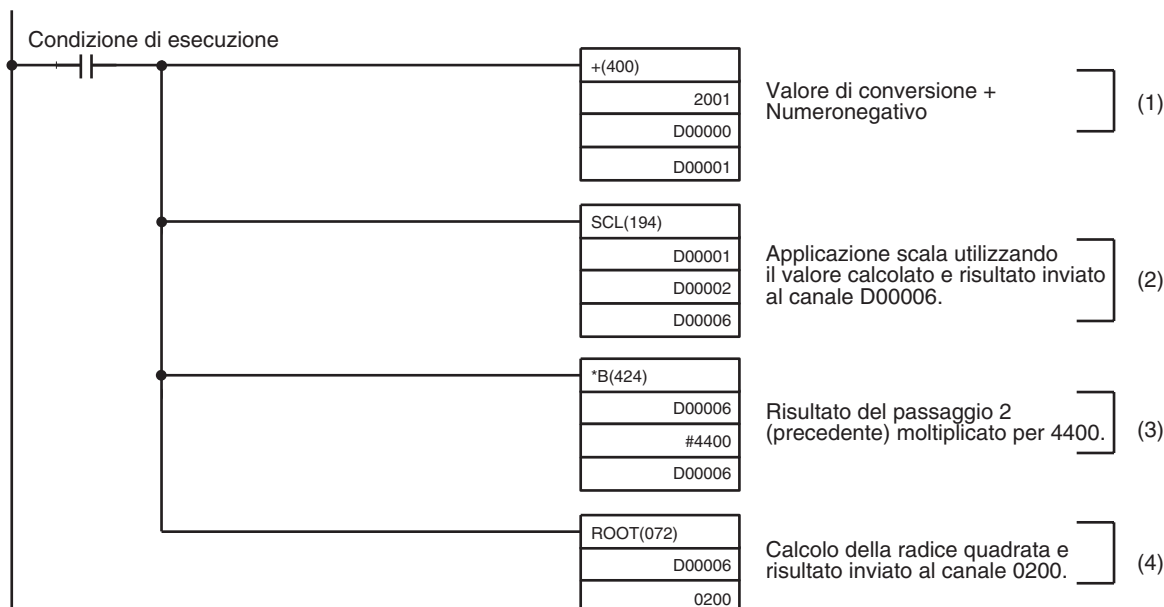 Condizione di esecuzione
+(400)
2001
D00000
D00001
Valore di conversione +
Numeronegativo
(1)
SCL(194)
D00001
D00002
D00006
Applicazione scala utilizzando
il valore calcolato e risultato inviato
al canale D00006.
(2)
*B(424)
D00006
#4400
D00006
Risultato del passaggio 2
(precedente) moltiplicato per 4400.
(3)
ROOT(072)
D00006
0200
Calcolo della radice quadrata e
risultato inviato al canale 0200.
(4)